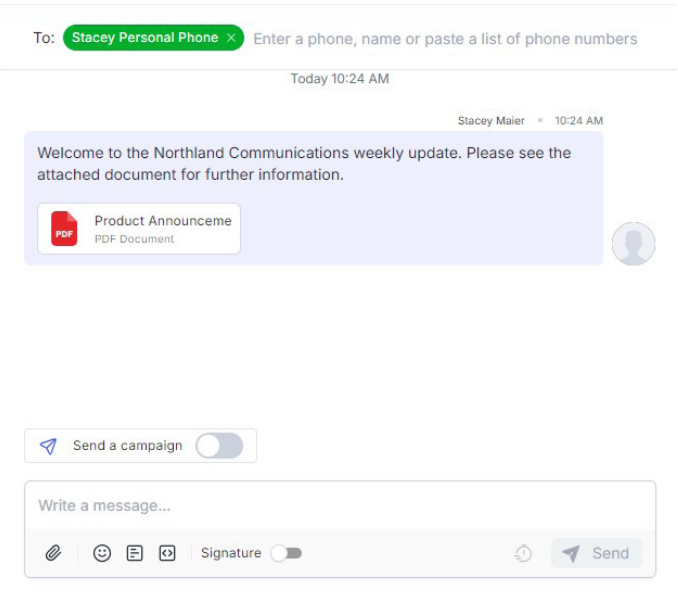 To: Stacey Personal Phone × Enter a phone, name or paste a list of phone numbers
Today 10:24 AM
Stacey Maier 10:24 AM
Welcome to the Northland Communications weekly update. Please see the
attached document for further information.
Product Announceme
PDF
PDF Document
Send a campaign
Write a message...
Signature
Send